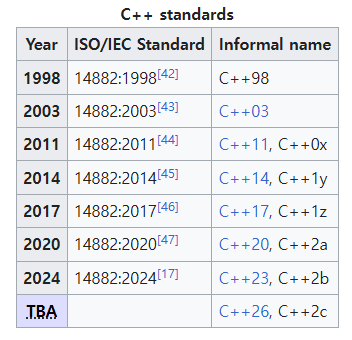 C++ standards
Year ISO/IEC Standard Informal name
1998 14882:1998[42] C++98
2003 14882:2003[43] C++03
2011 14882:2011[44] C++11, C++0x
2014 14882:2014[45] C++14, C++1y
2017 14882:2017[46] C++17, C++1z
2020 14882:2020[47] C++20, C++2a
2024 14882:2024[17] C++23, C++2b
TBA C++26, C++2c